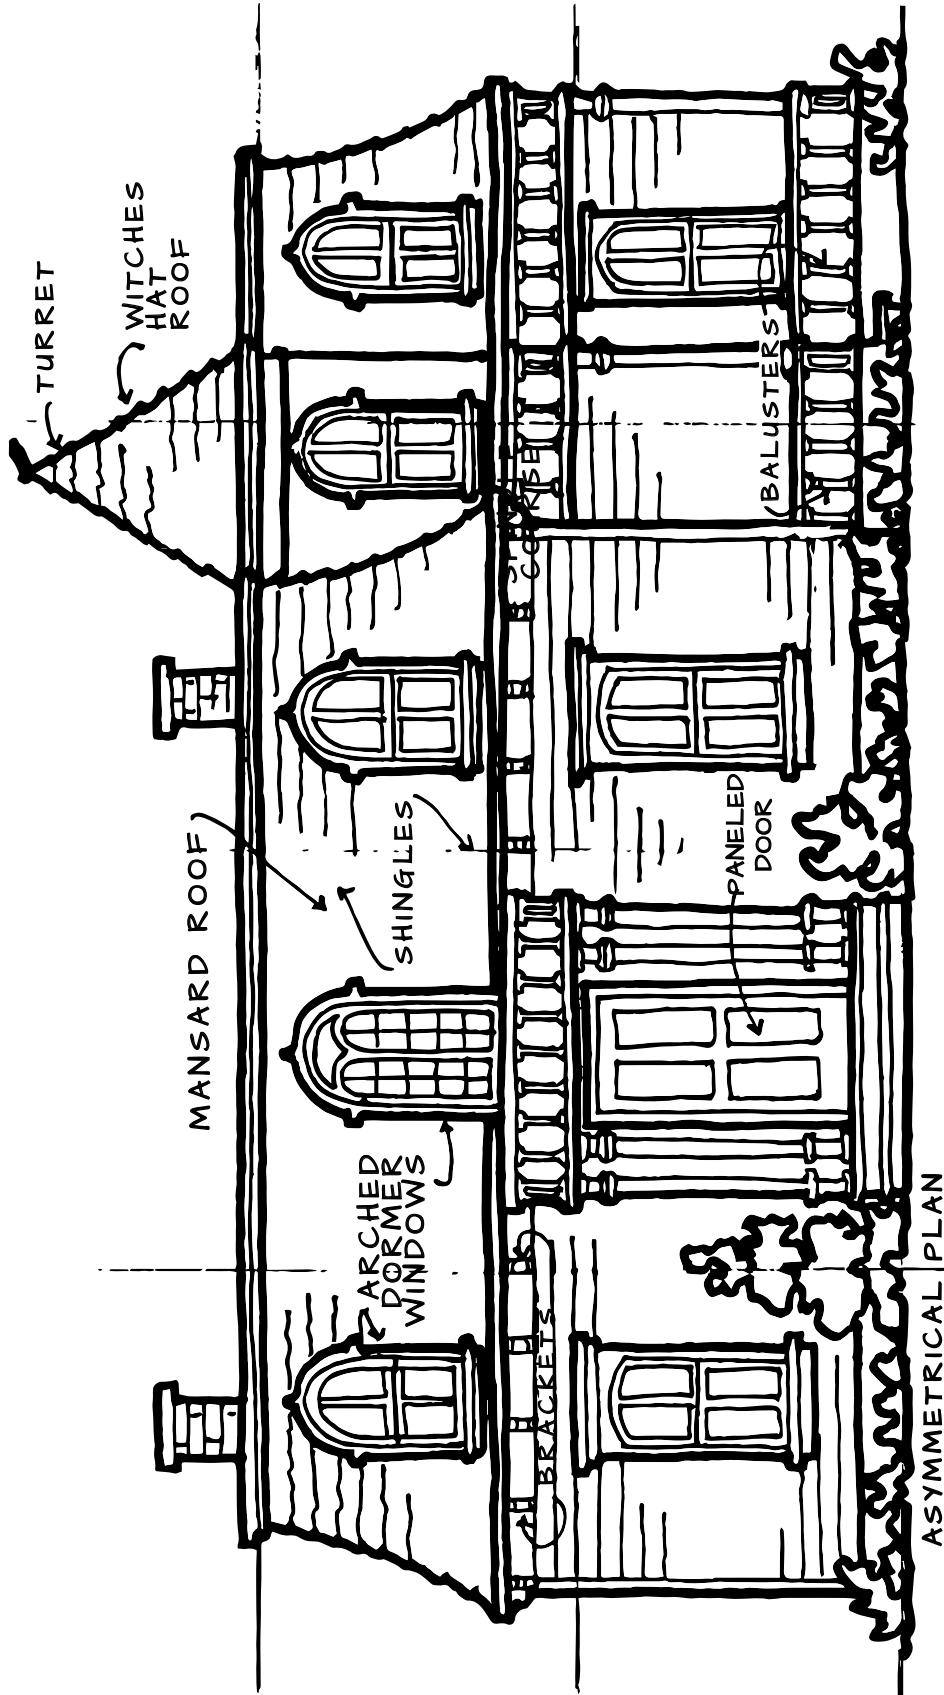 TURRET
WITCHES
HAT
ROOF
MANSARD ROOF
ARCHED
DORMER
WINDOWS
SHINGLES
BRACKETS
PANELED
DOOR
BALUSTERS
ASYMMETRICAL PLAN